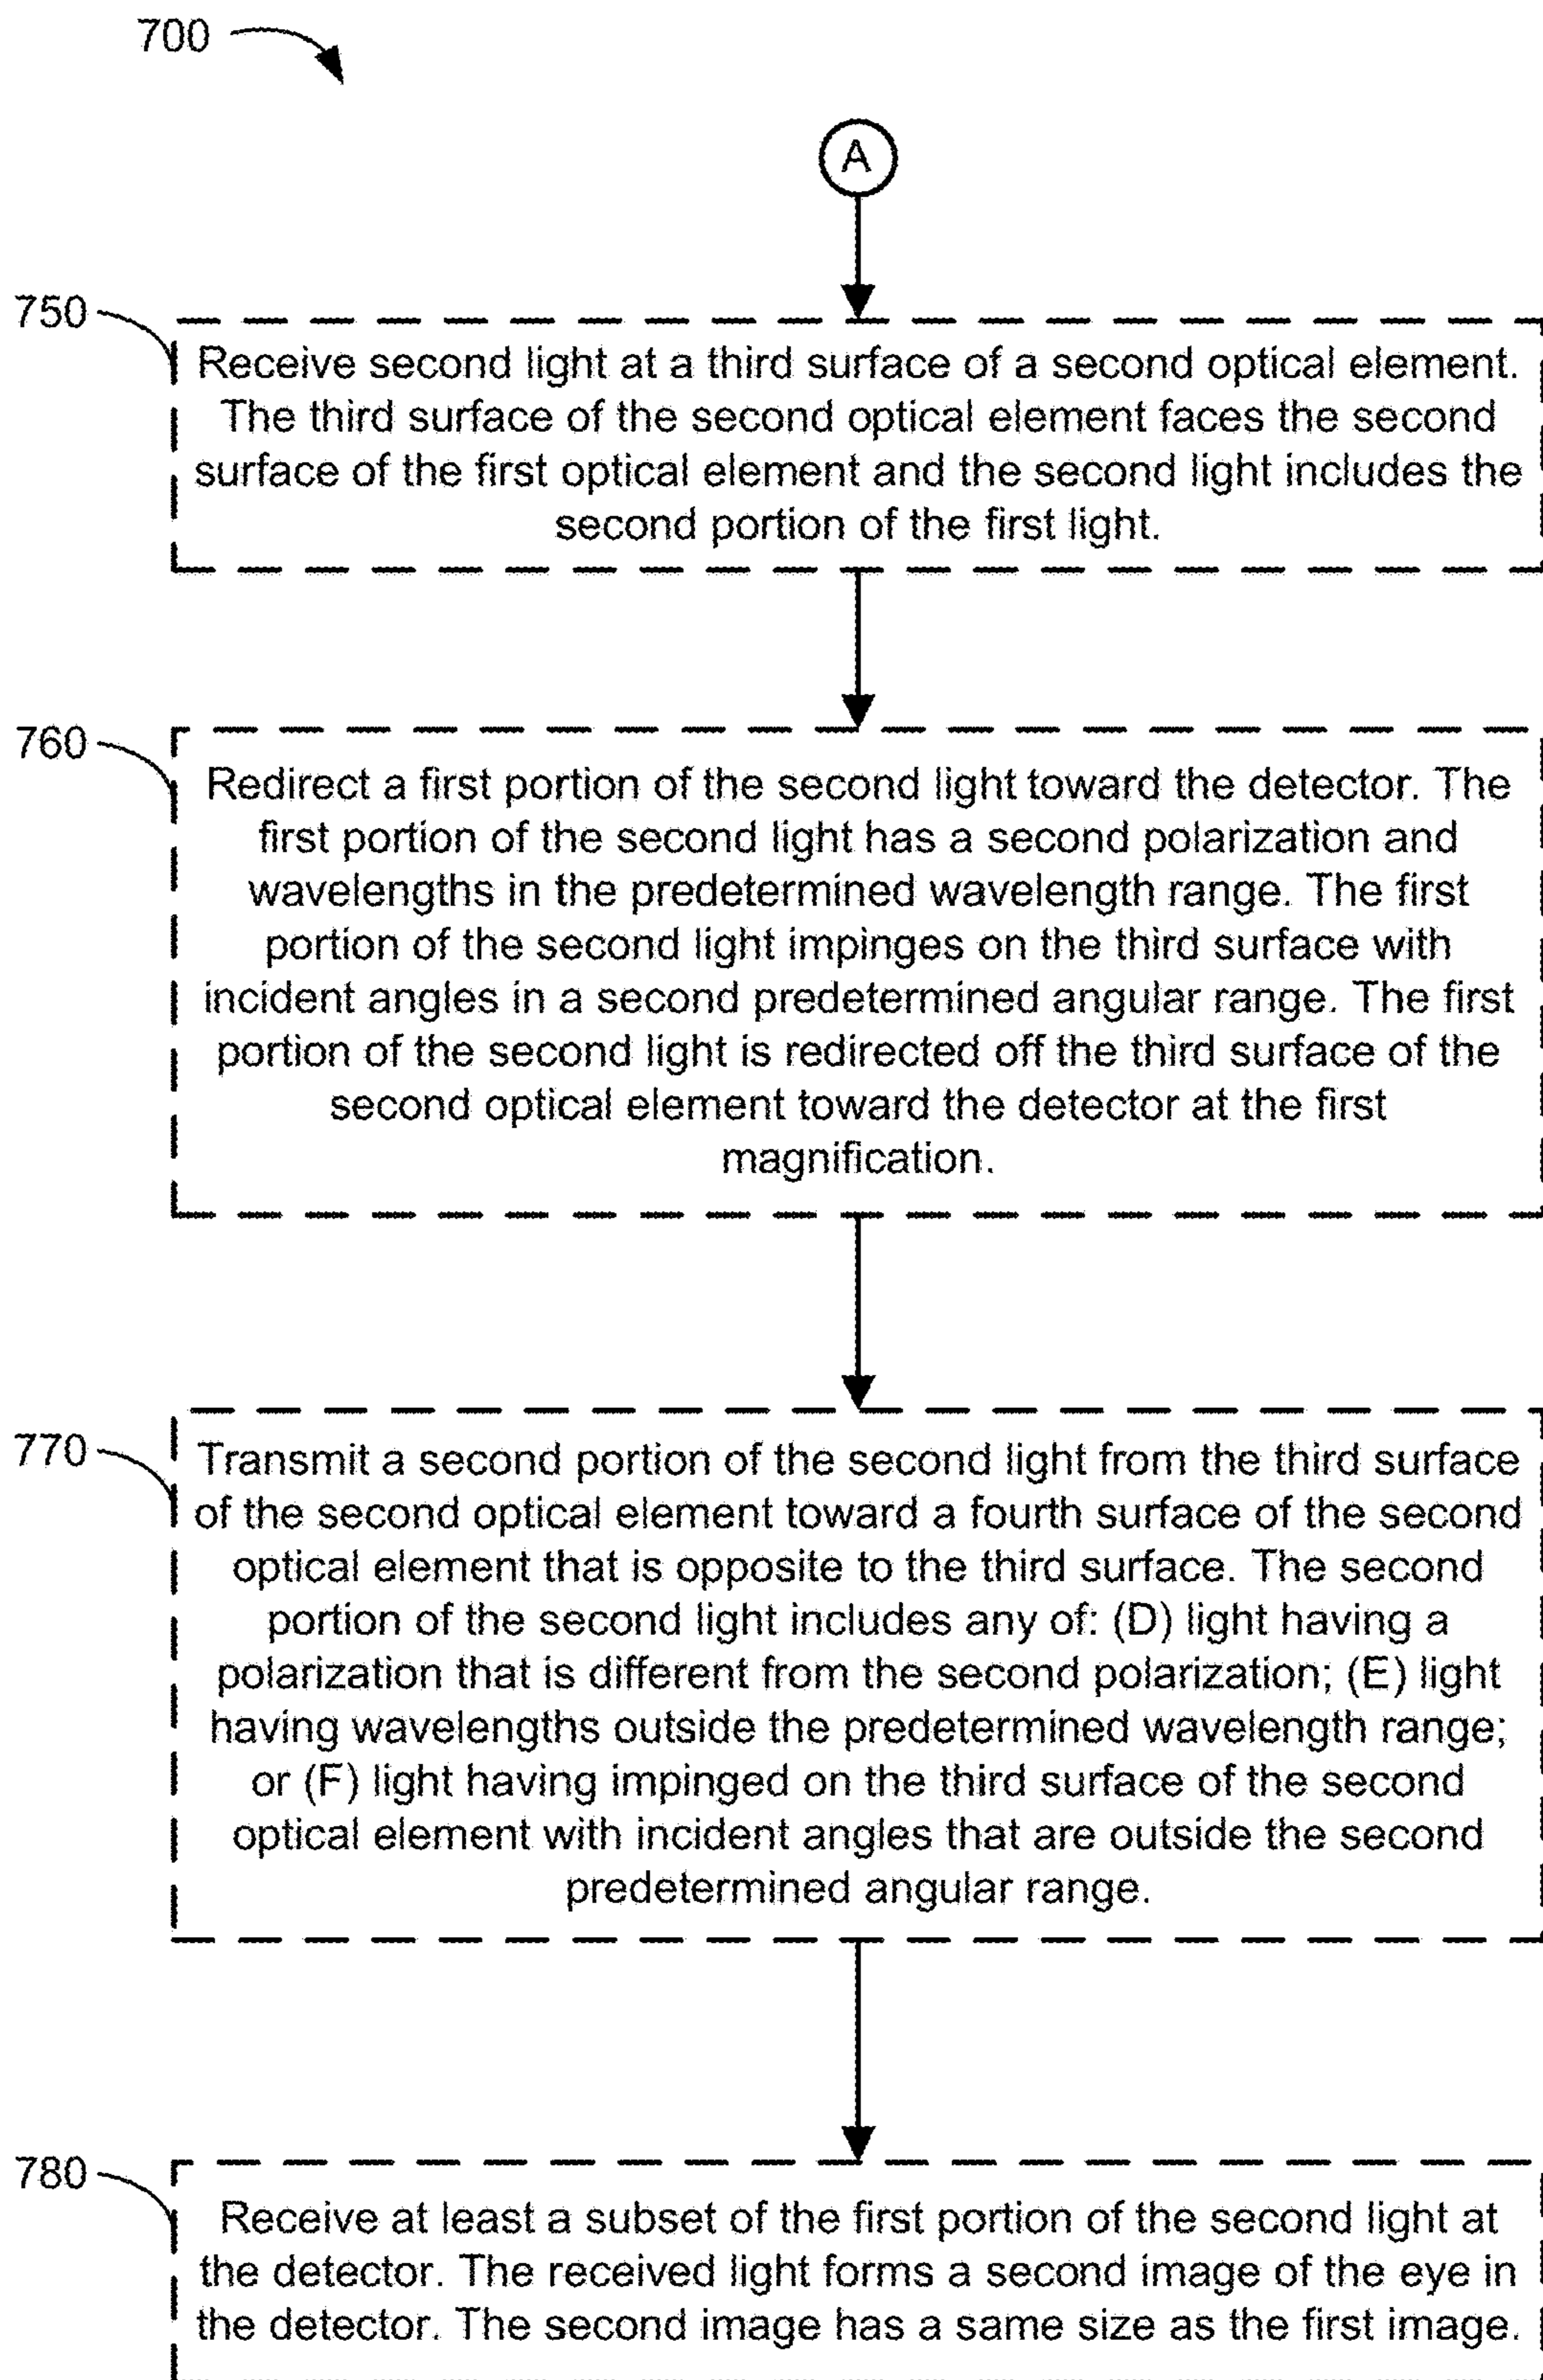 700
A
750
Receive second light at a third surface of a second optical element.
The third surface of the second optical element faces the second
surface of the first optical element and the second light includes the
second portion of the first light.
760
Redirect a first portion of the second light toward the detector. The
first portion of the second light has a second polarization and
wavelengths in the predetermined wavelength range. The first
portion of the second light impinges on the third surface with
incident angles in a second predetermined angular range. The first
portion of the second light is redirected off the third surface of the
second optical element toward the detector at the first
magnification.
770
Transmit a second portion of the second light from the third surface
of the second optical element toward a fourth surface of the second
optical element that is opposite to the third surface. The second
portion of the second light includes any of: (D) light having a
polarization that is different from the second polarization; (E) light
having wavelengths outside the predetermined wavelength range;
or (F) light having impinged on the third surface of the second
optical element with incident angles that are outside the second
predetermined angular range.
780
Receive at least a subset of the first portion of the second light at
the detector. The received light forms a second image of the eye in
the detector. The second image has a same size as the first image.